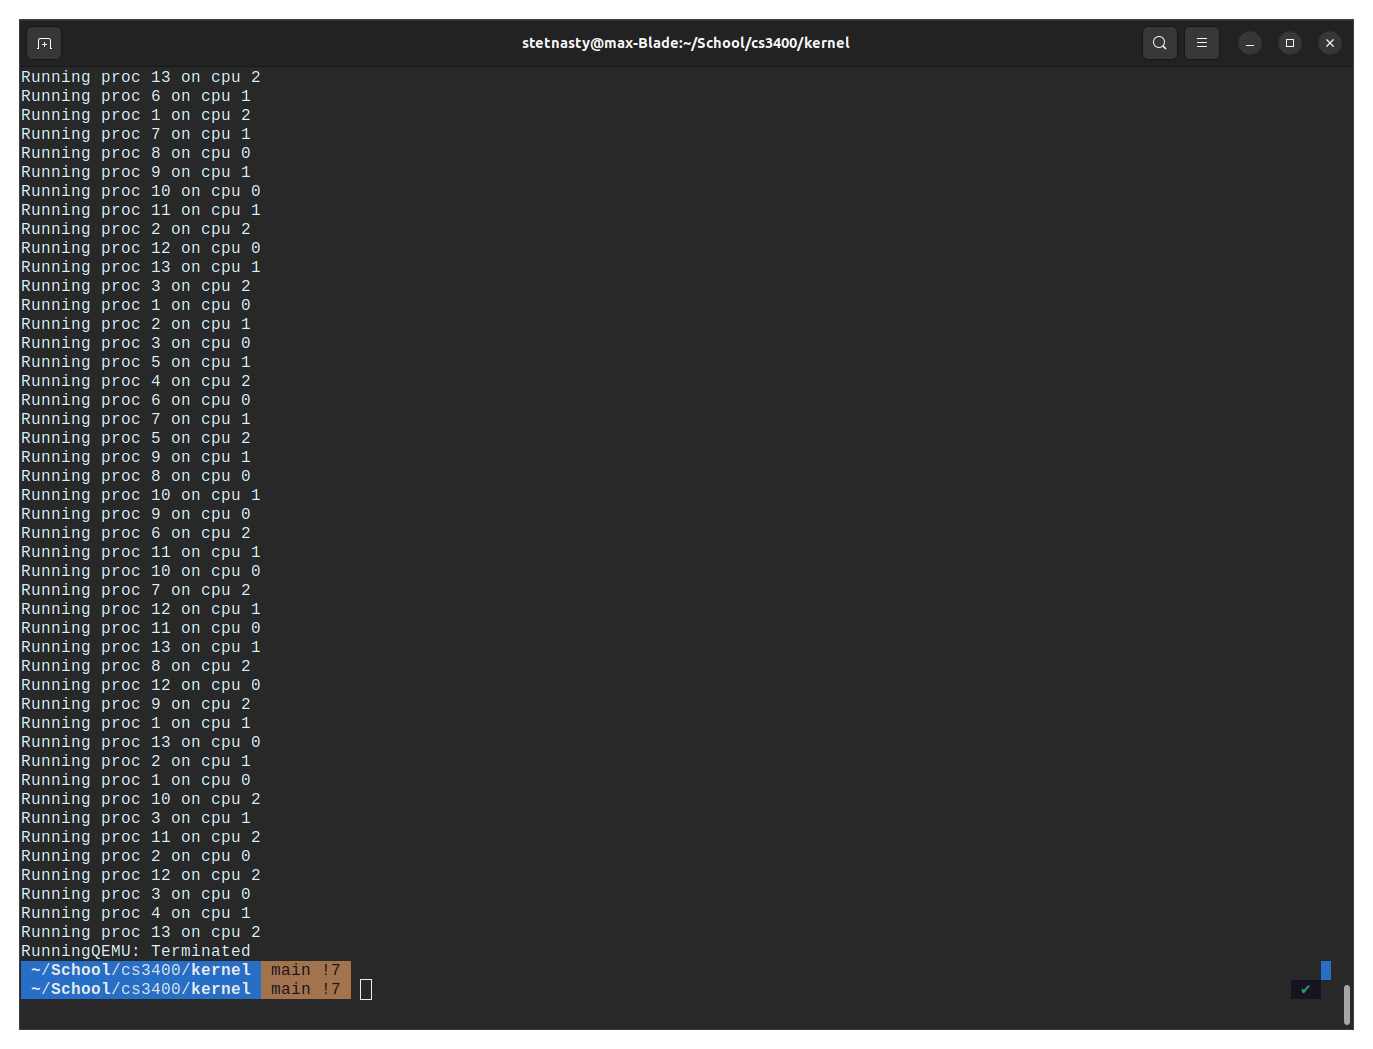 stetnasty@max-Blade:~/School/cs3400/kernel
Running proc 13 on cpu 2
Running proc 6 on cpu 1
Running proc 1 on cpu 2
Running proc 7 on cpu 1
Running proc 8 on cpu 0
Running proc 9 on cpu 1
Running proc 10 on cpu 0
Running proc 11 on cpu 1
Running proc 2 on cpu 2
Running proc 12 on cpu 0
Running proc 13 on cpu 1
Running proc 3 on cpu 2
Running proc 1 on cpu 0
Running proc 2 on cpu 1
Running proc 3 on cpu 0
Running proc 5 on cpu 1
Running proc 4 on cpu 2
Running proc 6 on cpu 0
Running proc 7 on cpu 1
Running proc 5 on cpu 2
Running proc 9 on cpu 1
Running proc 8 on cpu 0
Running proc 10 on cpu 1
Running proc 9 on cpu 0
Running proc 6 on cpu 2
Running proc 11 on cpu 1
Running proc 10 on cpu 0
Running proc 7 on cpu 2
Running proc 12 on cpu 1
Running proc 11 on cpu 0
Running proc 13 on cpu 1
Running proc 8 on cpu 2
Running proc 12 on cpu 0
Running proc 9 on cpu 2
Running proc 1 on cpu 1
Running proc 13 on cpu 0
Running proc 2 on cpu 1
Running proc 1 on cpu 0
Running proc 10 on cpu 2
Running proc 3 on cpu 1
Running proc 11 on cpu 2
Running proc 2 on cpu 0
Running proc 12 on cpu 2
Running proc 3 on cpu 0
Running proc 4 on cpu 1
Running proc 13 on cpu 2
RunningQEMU: Terminated
~/School/cs3400/kernel main !7
~/School/cs3400/kernel main !7 ✔